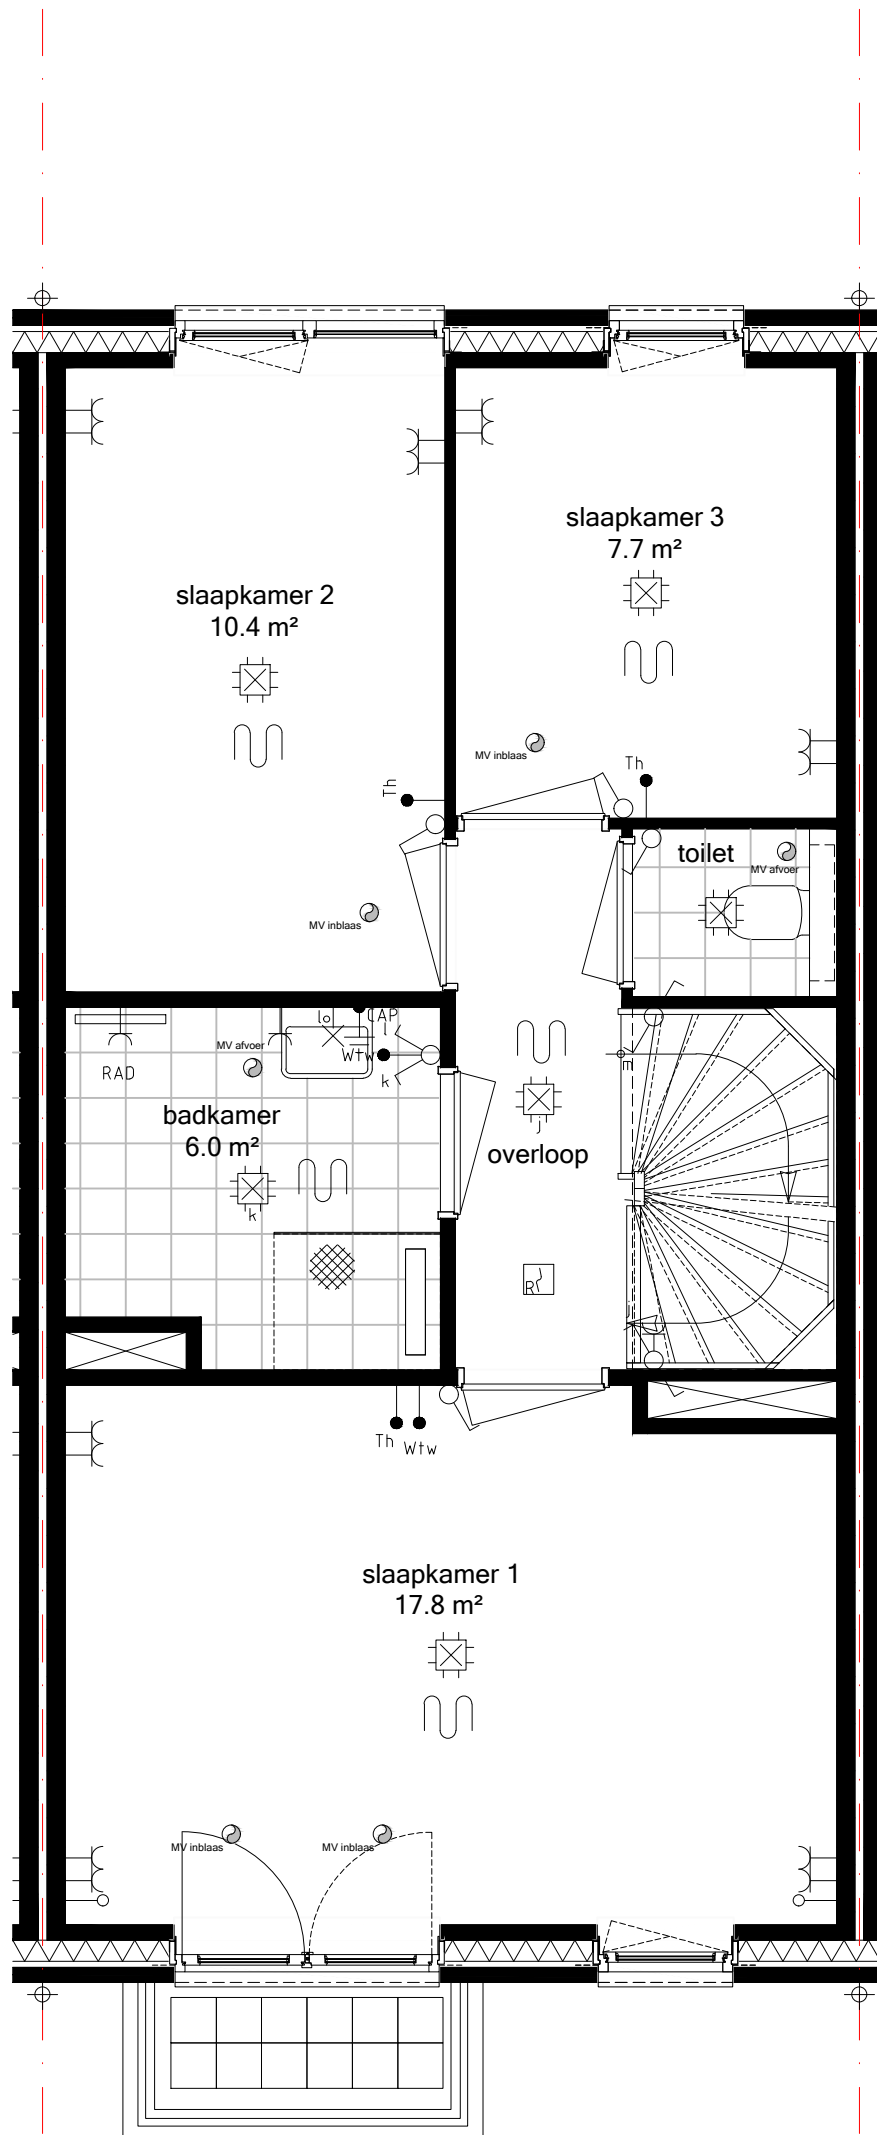 slaapkamer 3
7.7 m²
slaapkamer 2
10.4 m²
MV inblaas
Th
Th
toilet
MV afvoer
MV inblaas
lo
CAP
l
MV afvoer
Wtw
k
RAD
m
badkamer
6.0 m²
j
overloop
k
R
j
Th
Wtw
slaapkamer 1
17.8 m²
MV inblaas
MV inblaas